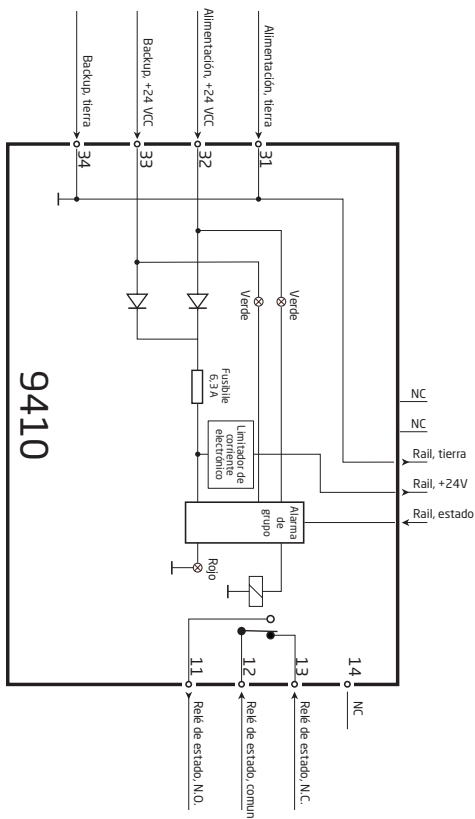 Alimentación, tierra
Alimentación, +24 VCC
Backup, +24 VCC
Backup, tierra
31
32
33
34
Verde
Verde
NC
NC
Rail, tierra
Rail, +24V
Rail, estado
Fusibile
6,3 A
Limitador de
corriente
electrónico
Alarma
de
grupo
Rojo
9410
14
13
12
11
NC
Relé de estado, N.C.
Relé de estado, comun
Relé de estado, N.O.